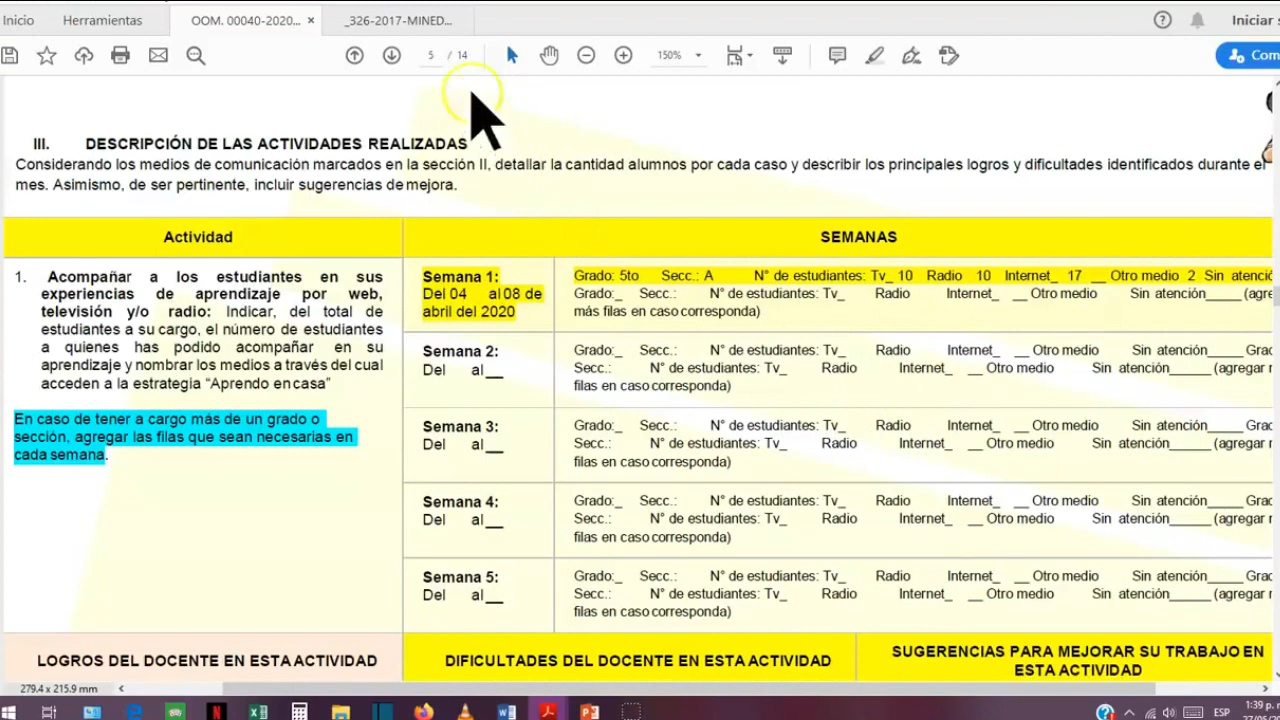 Inicio Herramientas OOM. 00040-2020... × _326-2017-MINED... Iniciar
5 / 14 150% Com
III. DESCRIPCIÓN DE LAS ACTIVIDADES REALIZADAS
Considerando los medios de comunicación marcados en la sección II, detallar la cantidad alumnos por cada caso y describir los principales logros y dificultades identificados durante el
mes. Asimismo, de ser pertinente, incluir sugerencias de mejora.
Actividad SEMANAS
1. Acompañar a los estudiantes en sus
experiencias de aprendizaje por web,
televisión y/o radio: Indicar, del total de
estudiantes a su cargo, el número de estudiantes
a quienes has podido acompañar en su
aprendizaje y nombrar los medios a través del cual
acceden a la estrategia “Aprendo en casa”
En caso de tener a cargo más de un grado o
sección, agregar las filas que sean necesarias en
cada semana.
Semana 1:
Del 04 al 08 de
abril del 2020
Grado: 5to Secc.: A N° de estudiantes: Tv_ 10 Radio 10 Internet_ 17 __ Otro medio 2 Sin atenció
Grado:_ Secc.: N° de estudiantes: Tv_ Radio Internet_ __ Otro medio Sin atención_____ (agre
más filas en caso corresponda)
Semana 2:
Del al __
Grado:_ Secc.: N° de estudiantes: Tv_ Radio Internet_ __ Otro medio Sin atención_____ Grad
Secc.: N° de estudiantes: Tv_ Radio Internet_ __ Otro medio Sin atención_____ (agregar
filas en caso corresponda)
Semana 3:
Del al __
Grado:_ Secc.: N° de estudiantes: Tv_ Radio Internet_ __ Otro medio Sin atención_____ Grad
Secc.: N° de estudiantes: Tv_ Radio Internet_ __ Otro medio Sin atención_____ (agregar
filas en caso corresponda)
Semana 4:
Del al __
Grado:_ Secc.: N° de estudiantes: Tv_ Radio Internet_ __ Otro medio Sin atención_____ Grad
Secc.: N° de estudiantes: Tv_ Radio Internet_ __ Otro medio Sin atención_____ (agregar
filas en caso corresponda)
Semana 5:
Del al __
Grado:_ Secc.: N° de estudiantes: Tv_ Radio Internet_ __ Otro medio Sin atención_____ Grad
Secc.: N° de estudiantes: Tv_ Radio Internet_ __ Otro medio Sin atención_____ (agregar
filas en caso corresponda)
LOGROS DEL DOCENTE EN ESTA ACTIVIDAD
DIFICULTADES DEL DOCENTE EN ESTA ACTIVIDAD
SUGERENCIAS PARA MEJORAR SU TRABAJO EN
ESTA ACTIVIDAD
279.4 x 215.9 mm
ESP 1:39 p.